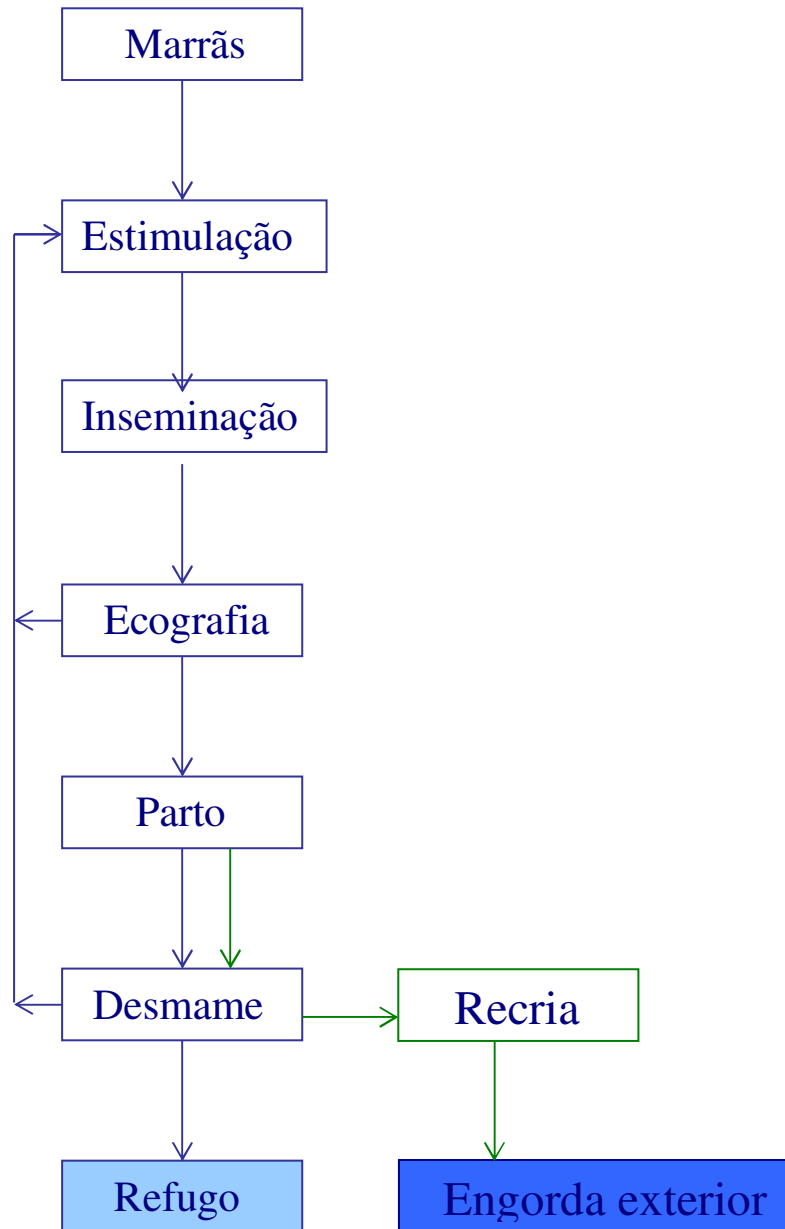 Marrãs
Estimulação
Inseminação
Ecografia
Parto
Desmame
Recria
Refugo
Engorda exterior